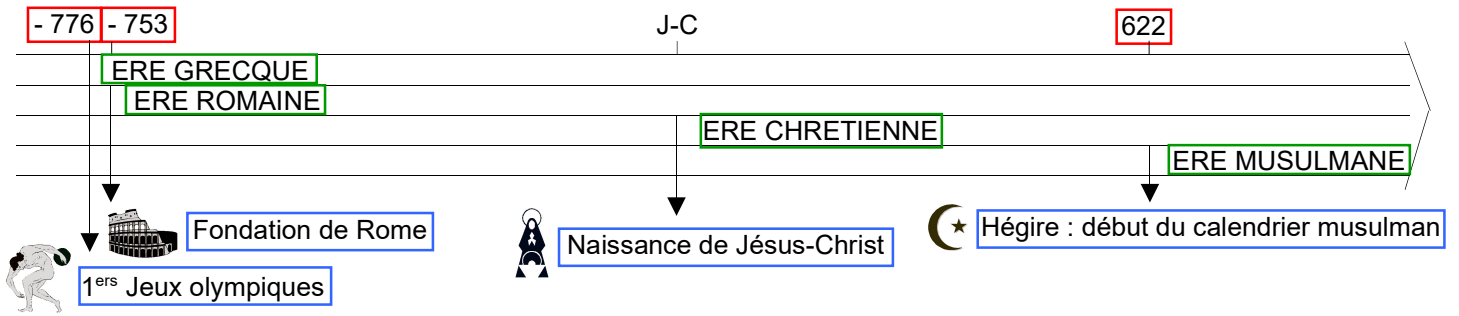 - 776 - 753 J-C 622
ERE GRECQUE
ERE ROMAINE
ERE CHRETIENNE
ERE MUSULMANE
Fondation de Rome
Naissance de Jésus-Christ
Hégire : début du calendrier musulman
1ers Jeux olympiques